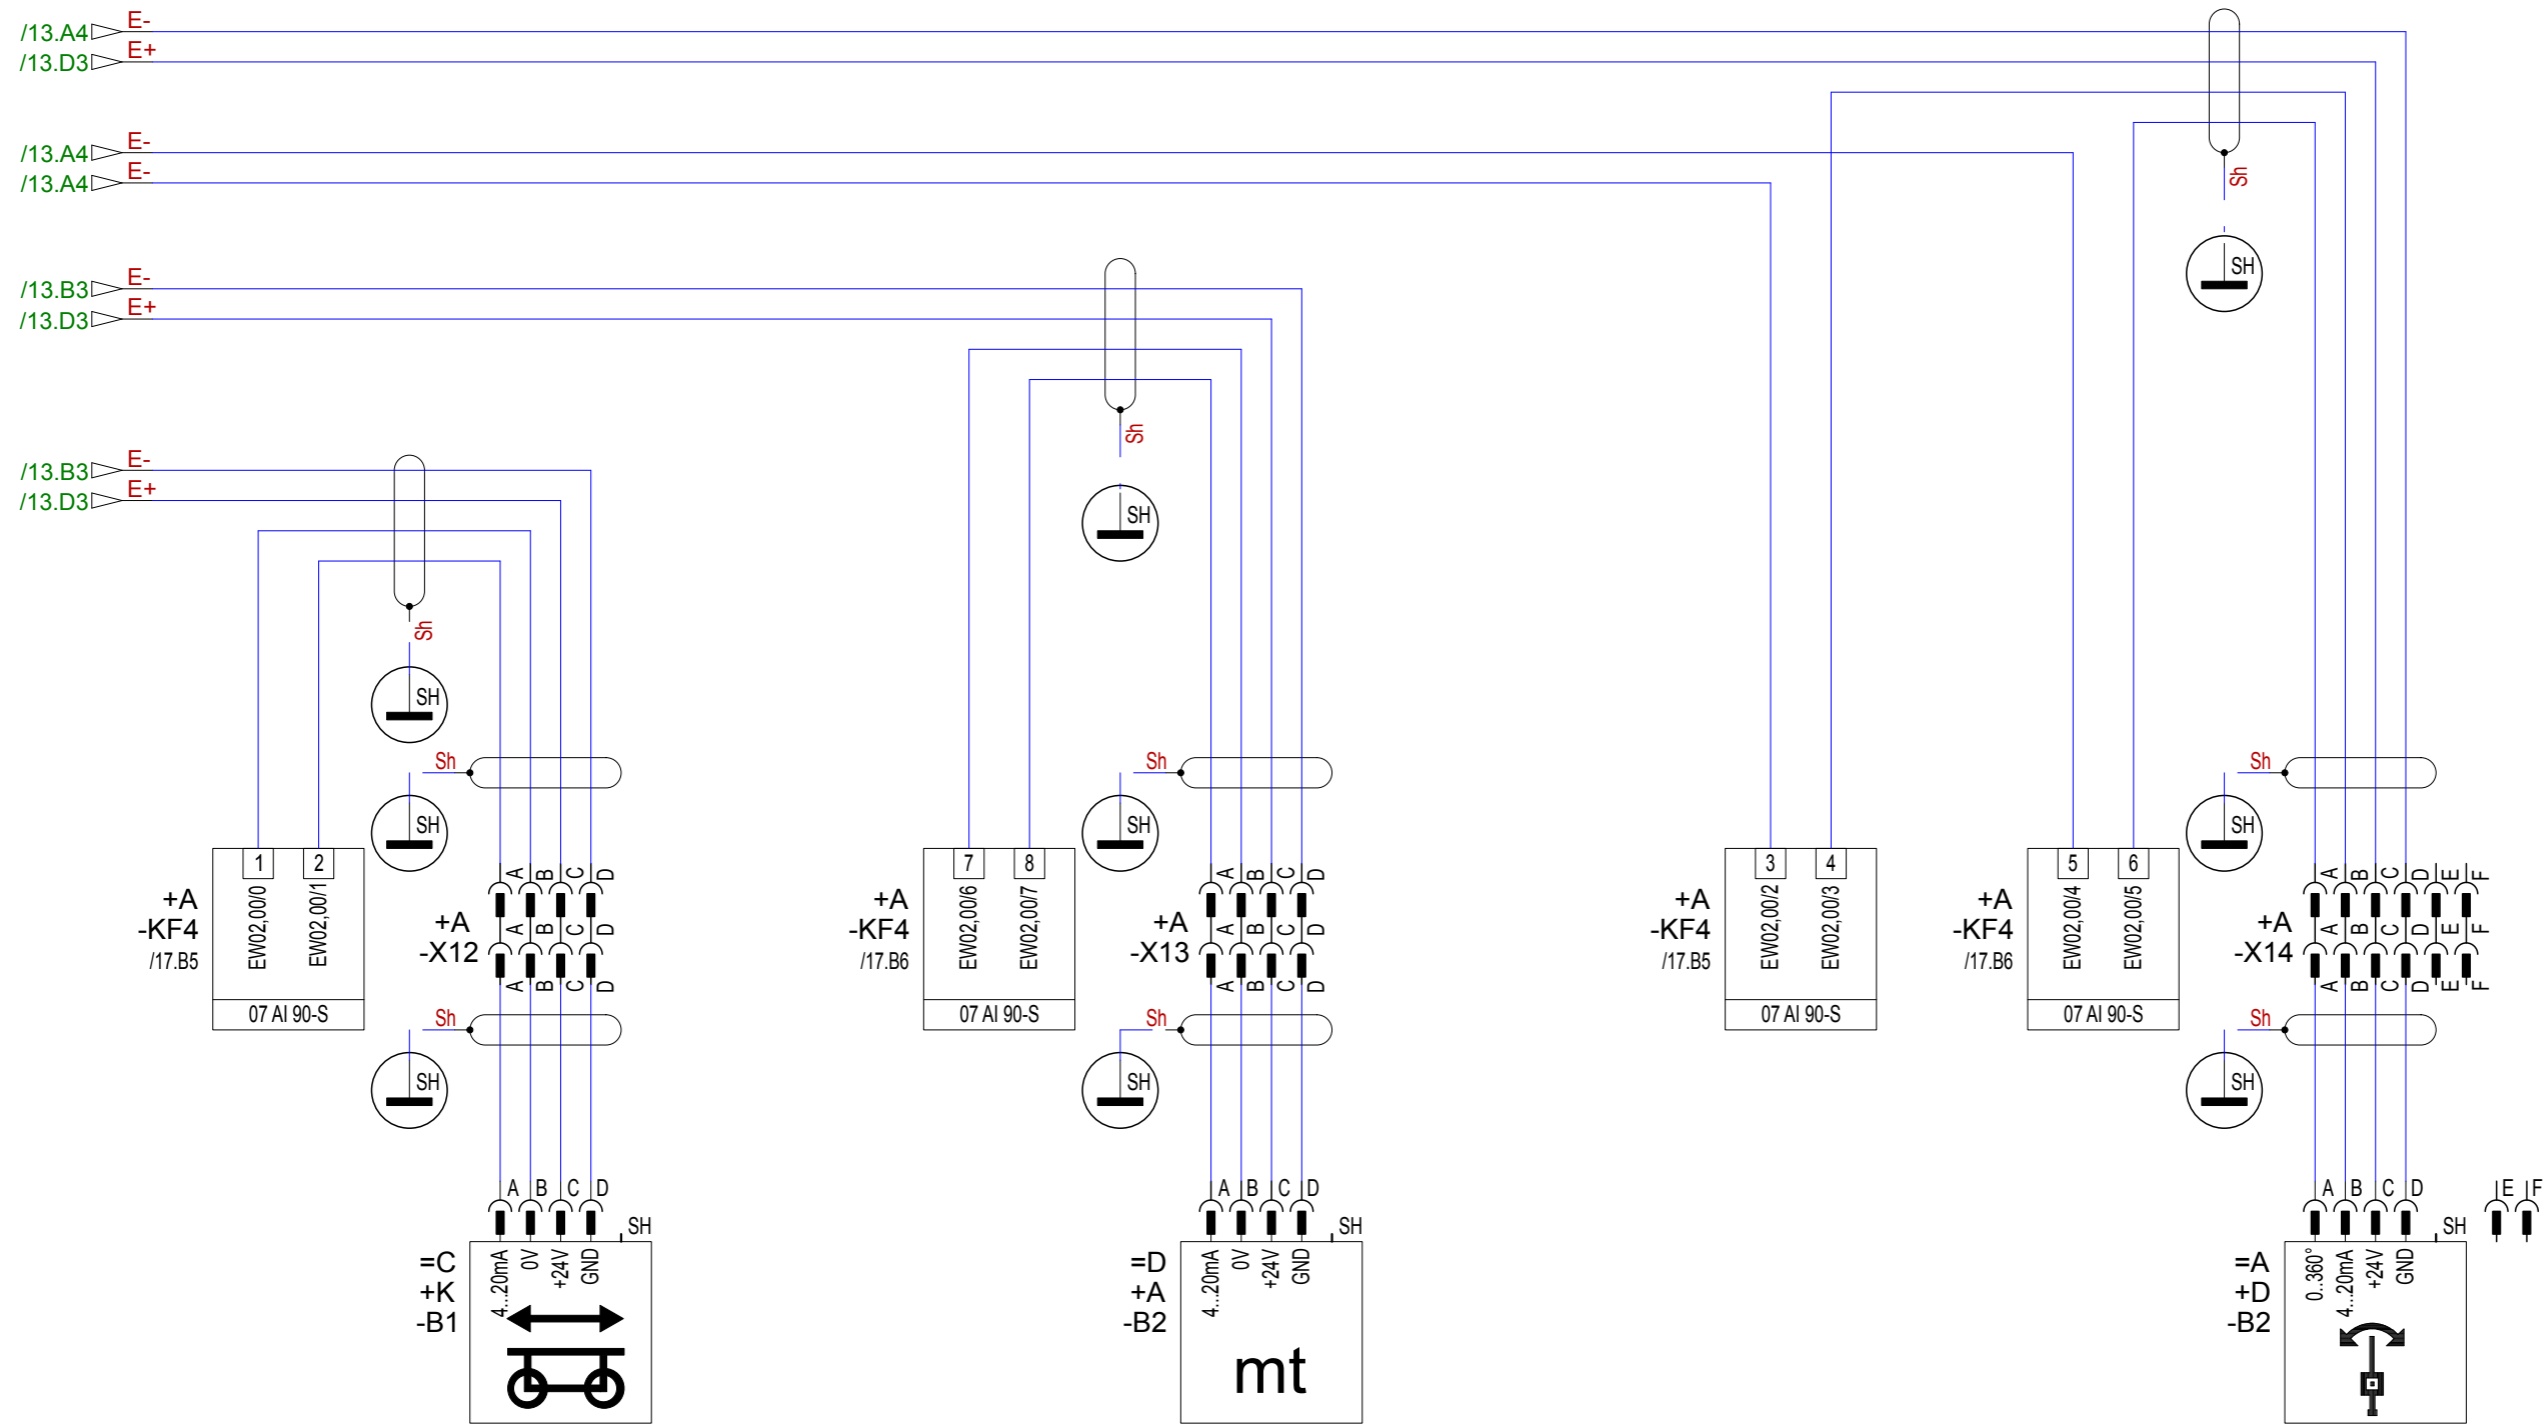 /13.A4 E-
/13.D3 E+
/13.A4 E-
/13.A4 E-
Sh
SH
/13.B3 E-
/13.D3 E+
Sh
SH
/13.B3 E-
/13.D3 E+
Sh
SH
Sh
SH
Sh
SH
Sh
SH
1 2
EW02,00/0 EW02,00/1
+A
-KF4
/17.B5
07 AI 90-S
A B C D
+A
-X12
A B C D
A B C D
7 8
EW02,00/6 EW02,00/7
+A
-KF4
/17.B6
07 AI 90-S
A B C D
+A
-X13
A B C D
A B C D
3 4
EW02,00/2 EW02,00/3
+A
-KF4
/17.B5
07 AI 90-S
5 6
EW02,00/4 EW02,00/5
+A
-KF4
/17.B6
07 AI 90-S
A B C D E F
+A
-X14
A B C D E F
A B C D E F
Sh
SH
Sh
SH
Sh
SH
A B C D
SH
=C
+K
-B1
4...20mA 0V +24V GND
A B C D
SH
=D
+A
-B2
4...20mA 0V +24V GND
mt
A B C D E F
SH
=A
+D
-B2
0..360° 4...20mA +24V GND